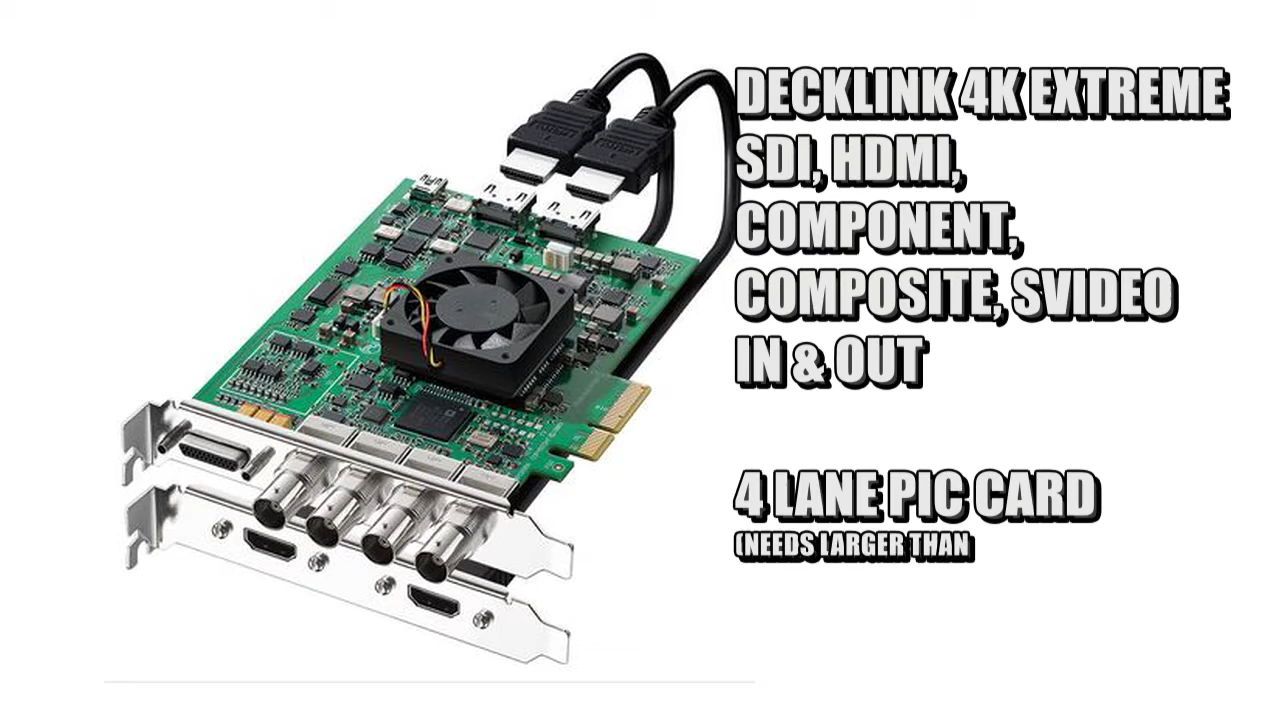 DECKLINK 4K EXTREME
SDI, HDMI,
COMPONENT,
COMPOSITE, SVIDEO
IN & OUT
4 LANE PIC CARD
(NEEDS LARGER THAN